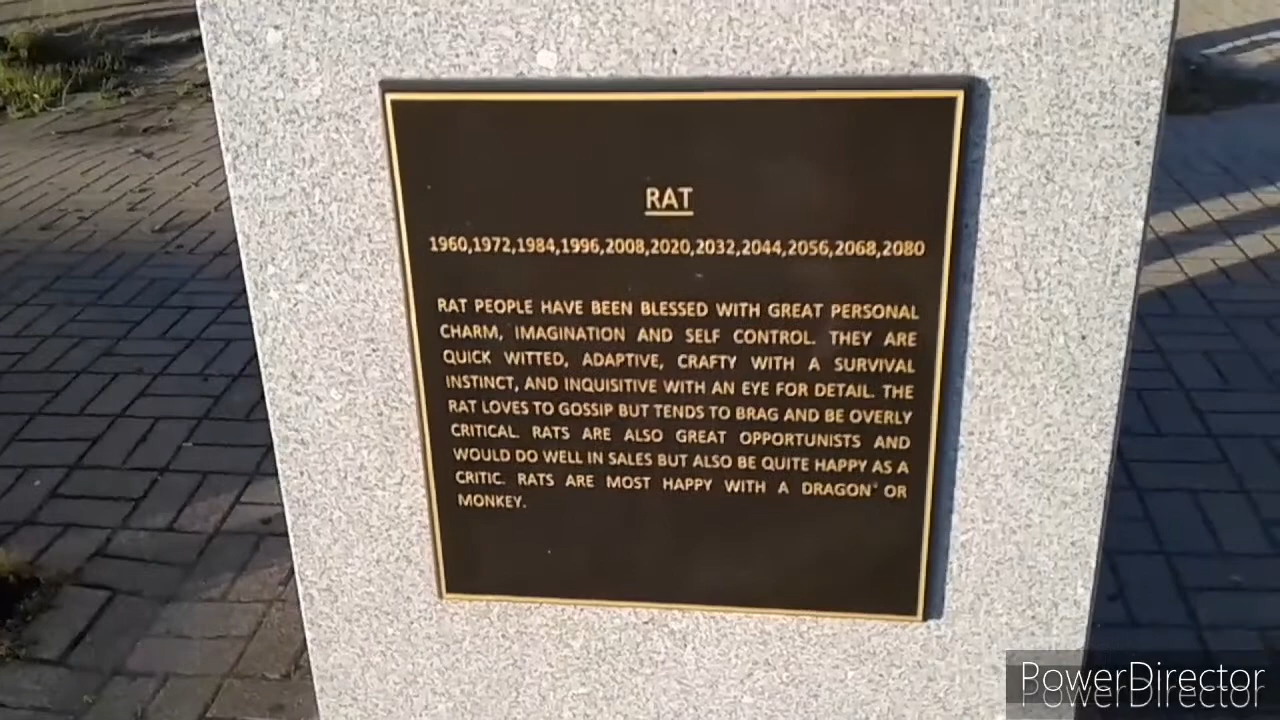 RAT
1960,1972,1984,1996,2008,2020,2032,2044,2056,2068,2080
RAT PEOPLE HAVE BEEN BLESSED WITH GREAT PERSONAL
CHARM, IMAGINATION AND SELF CONTROL. THEY ARE
QUICK WITTED, ADAPTIVE, CRAFTY WITH A SURVIVAL
INSTINCT, AND INQUISITIVE WITH AN EYE FOR DETAIL. THE
RAT LOVES TO GOSSIP BUT TENDS TO BRAG AND BE OVERLY
CRITICAL. RATS ARE ALSO GREAT OPPORTUNISTS AND
WOULD DO WELL IN SALES BUT ALSO BE QUITE HAPPY AS A
CRITIC. RATS ARE MOST HAPPY WITH A DRAGON OR
MONKEY.
PowerDirector